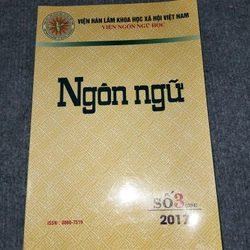 VIỆN HÀN LÂM KHOA HỌC XÃ HỘI VIỆT NAM
VIỆN NGÔN NGỮ HỌC
Ngôn ngữ
SỐ 3
ISSN : 0866-7519
2017